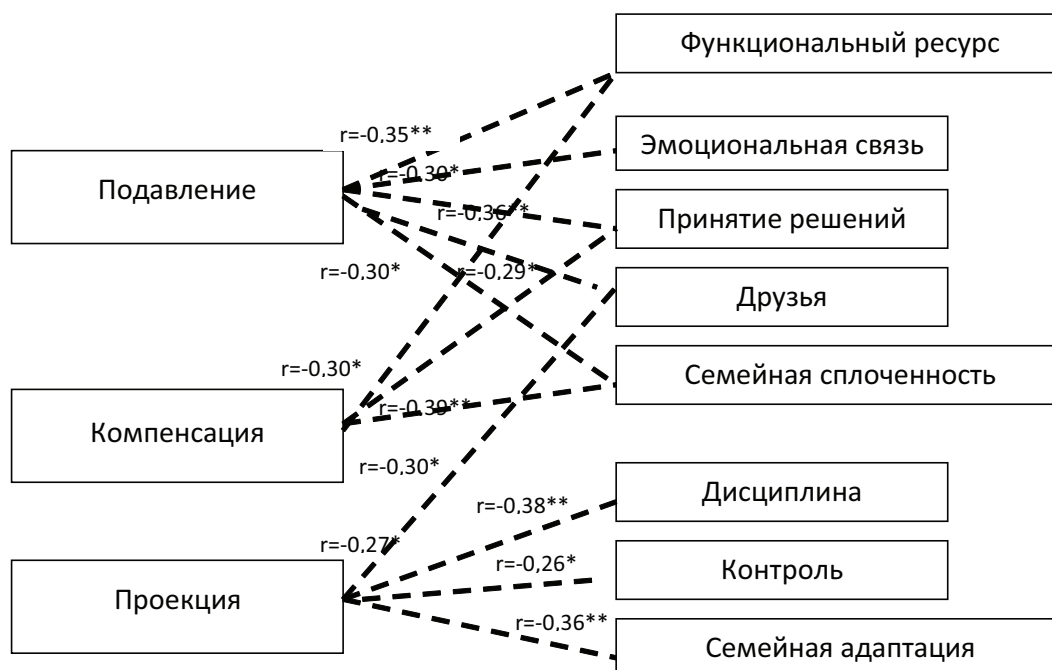 Функциональный ресурс
r=-0,35**
Эмоциональная связь
Подавление
r=-0,30*
Принятие решений
r=-0,36**
r=-0,30*
r=-0,29*
Друзья
r=-0,30*
Семейная сплоченность
r=-0,39**
Компенсация
r=-0,30*
Дисциплина
r=-0,38**
r=-0,27*
r=-0,26*
Контроль
Проекция
r=-0,36**
Семейная адаптация